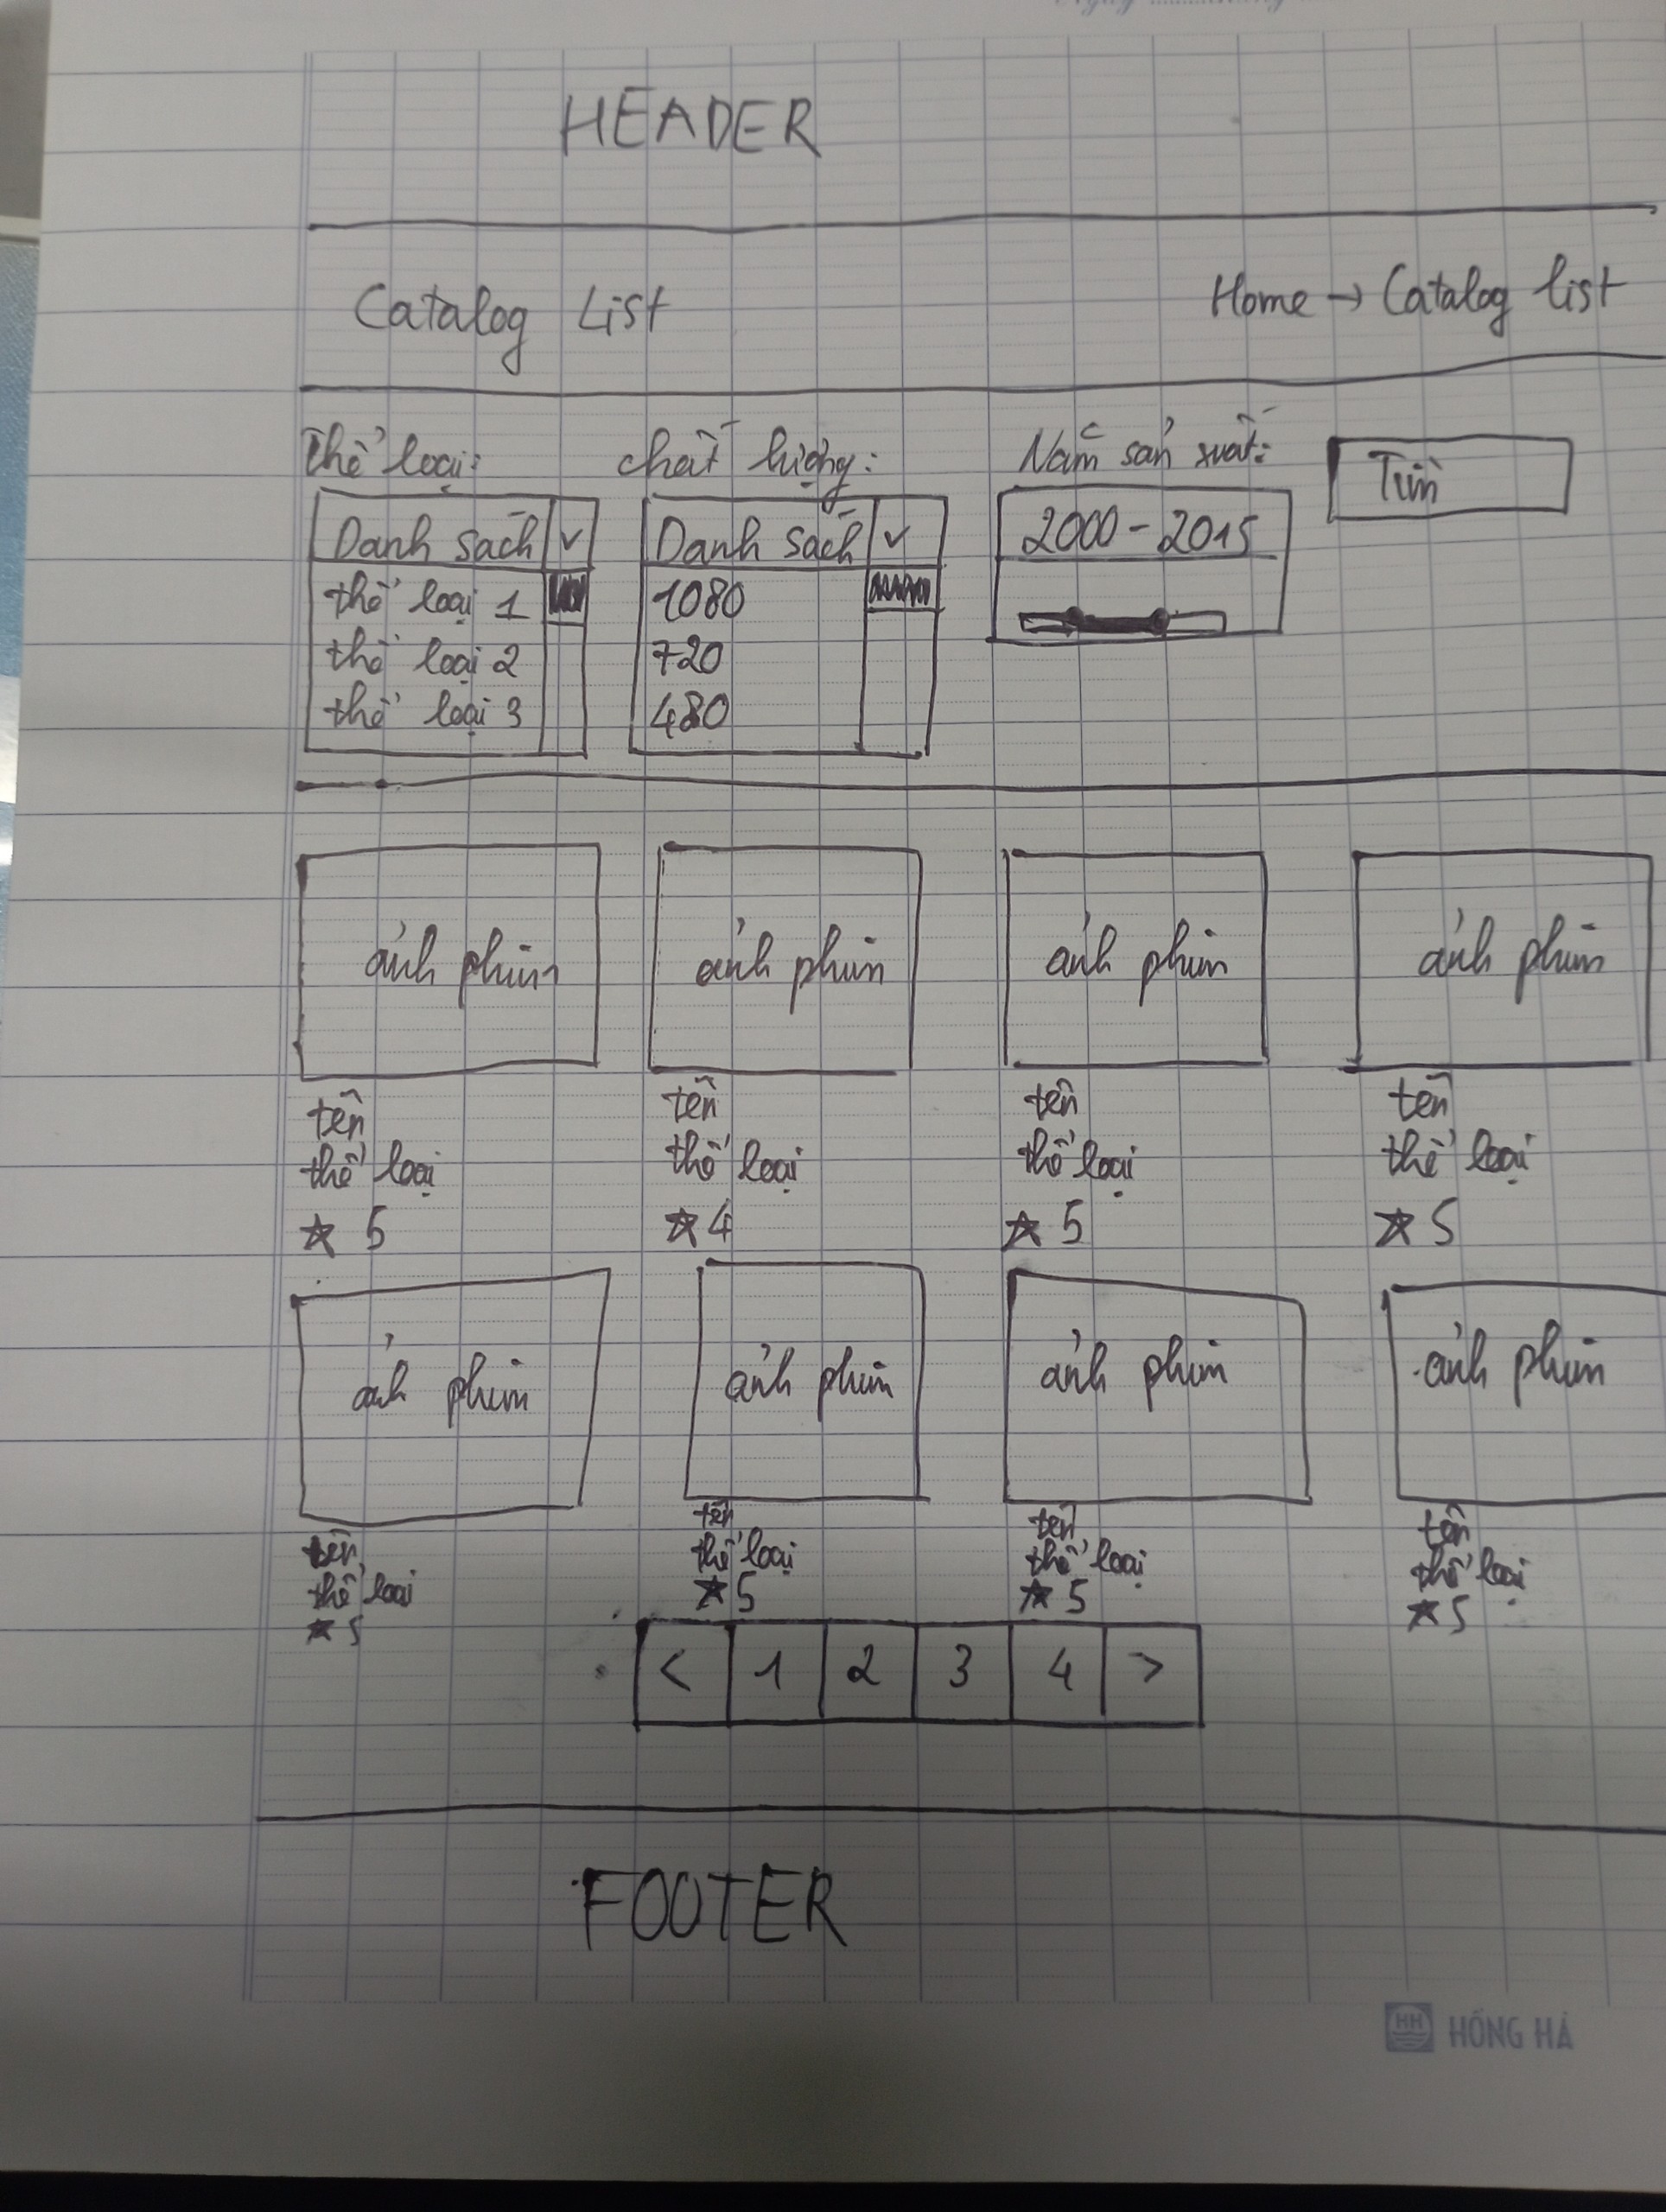 HEADER
Catalog List
Home → Catalog list
Thể loại:
chất lượng:
Năm sản xuất:
Tìm
Danh sách
Danh sách
2000 - 2015
thể loại 1
1080
thể loại 2
720
thể loại 3
480
ảnh phim
ảnh phim
ảnh phim
ảnh phim
tên
tên
tên
tên
thể loại
thể loại
thể loại
thể loại
★ 5
★ 4
★ 5
★ 5
ảnh phim
ảnh phim
ảnh phim
ảnh phim
tên
tên
tên
tên
thể loại
thể loại
thể loại
thể loại
★ 5
★ 5
★ 5
★ 5
< 1 2 3 4 >
FOOTER
HH HỒNG HÀ